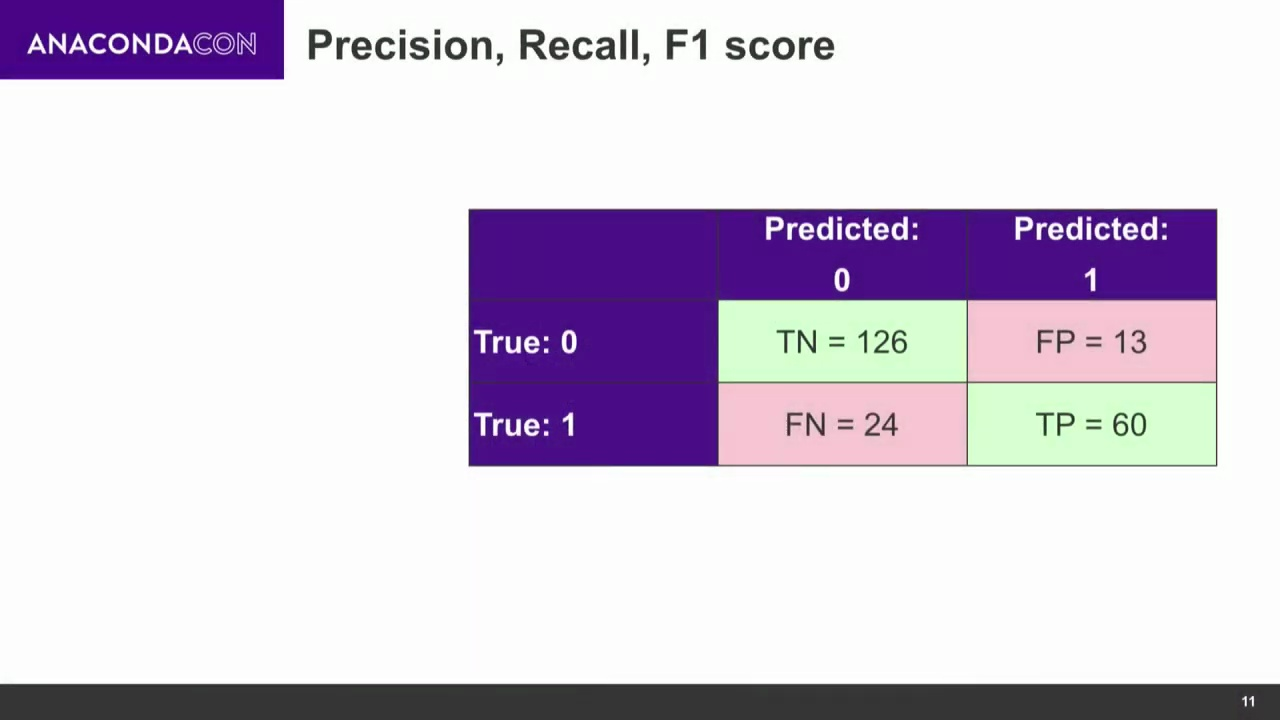 ANACONDACON
Precision, Recall, F1 score
Predicted:
0
Predicted:
1
True: 0
TN = 126
FP = 13
True: 1
FN = 24
TP = 60
11